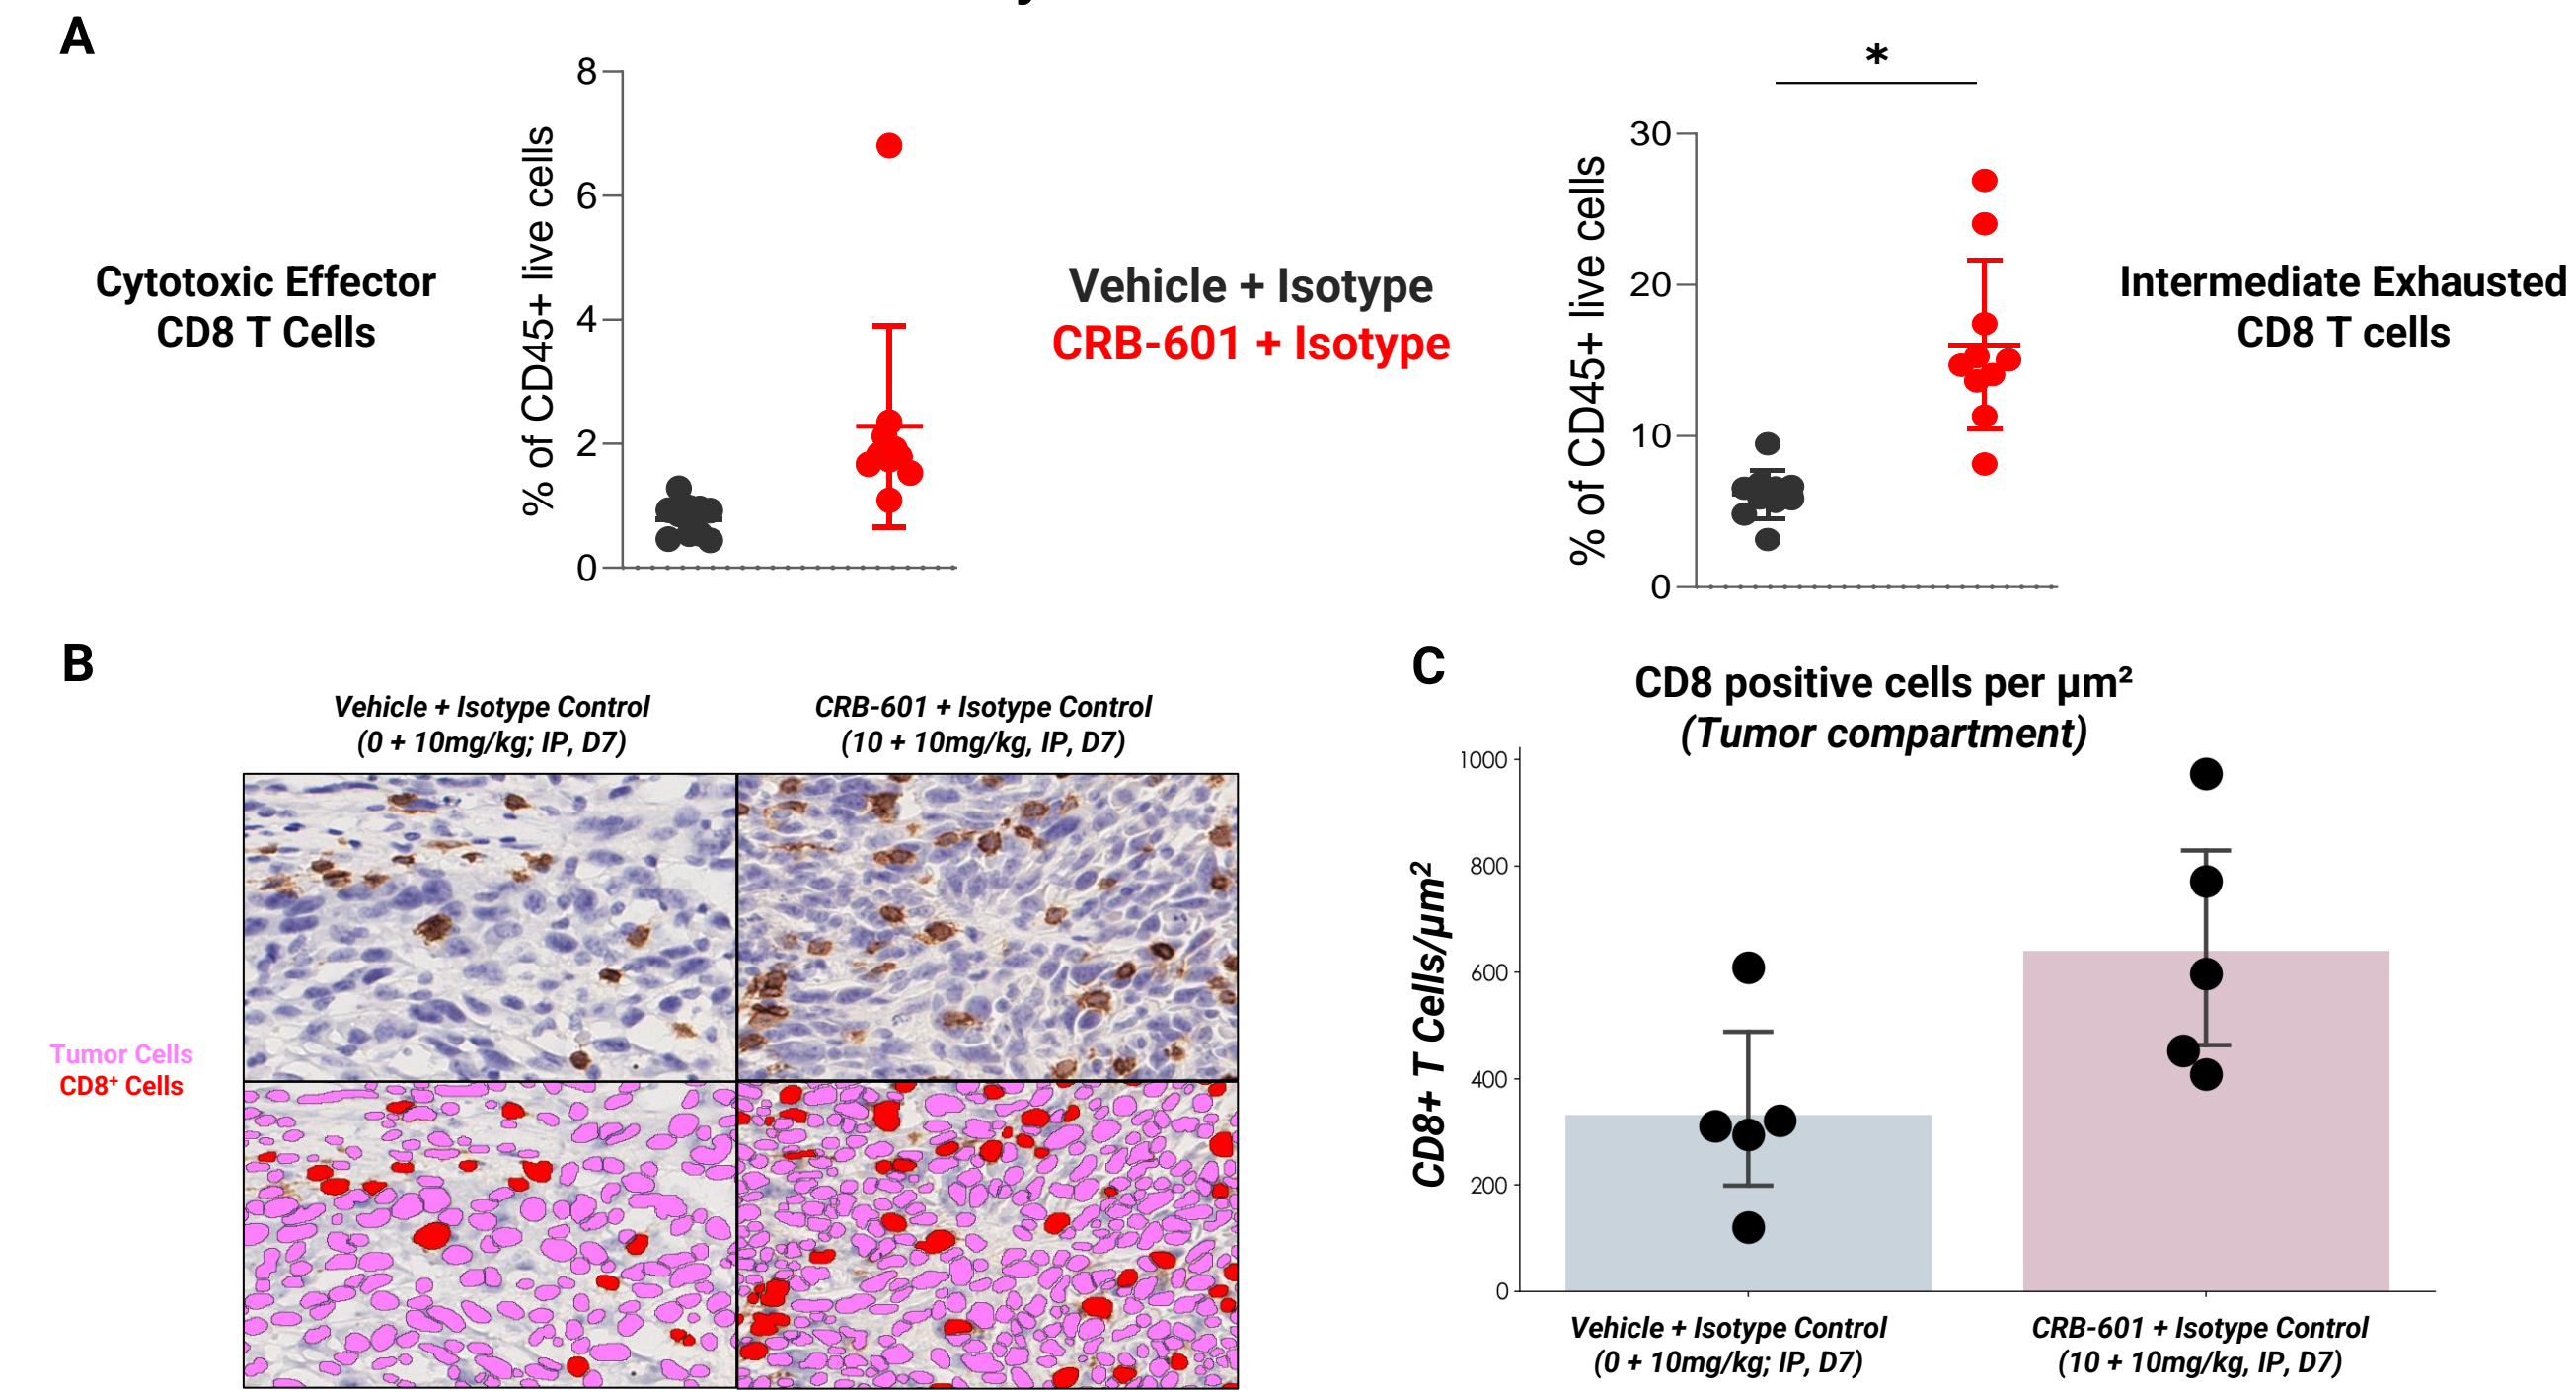 A
8
6
4
2
0
% of CD45+ live cells
Cytotoxic Effector
CD8 T Cells
Vehicle + Isotype
CRB-601 + Isotype
*
30
20
10
0
% of CD45+ live cells
Intermediate Exhausted
CD8 T cells
B
Vehicle + Isotype Control
(0 + 10mg/kg; IP, D7)
CRB-601 + Isotype Control
(10 + 10mg/kg, IP, D7)
Tumor Cells
CD8⁺ Cells
C
CD8 positive cells per µm²
(Tumor compartment)
1000
800
600
400
200
0
CD8+ T Cells/µm²
Vehicle + Isotype Control
(0 + 10mg/kg; IP, D7)
CRB-601 + Isotype Control
(10 + 10mg/kg, IP, D7)